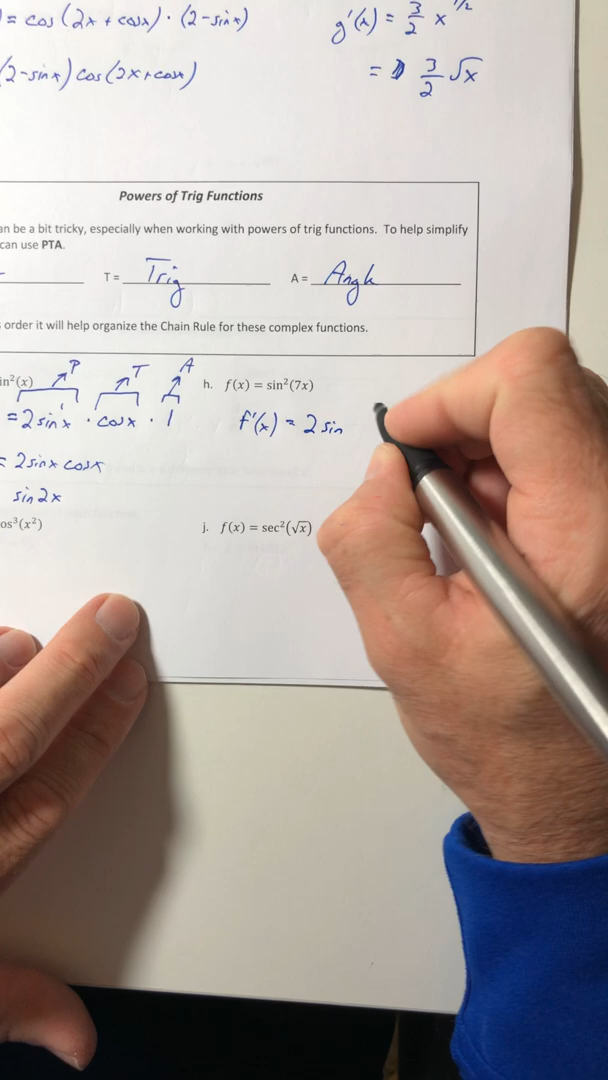 = cos (2x + cosx) · (2 - sinx)
g'(x) = 3/2 x^1/2
(2-sinx) cos (2x+cosx)
= 3/2 √x
Powers of Trig Functions
an be a bit tricky, especially when working with powers of trig functions. To help simplify
can use PTA.
T = Trig A = Angle
order it will help organize the Chain Rule for these complex functions.
P T A
in²(x) h. f(x) = sin²(7x)
= 2 sin'x · cosx · 1 f'(x) = 2 sin
= 2 sinx cosx
sin 2x
os³(x²) j. f(x) = sec²(√x)